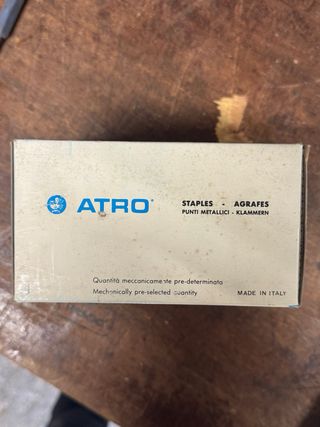 ATRO
STAPLES - AGRAFES
PUNTI METALLICI - KLAMMERN
Quantità meccanicamente pre-determinata
Mechanically pre-selected quantity
MADE IN ITALY